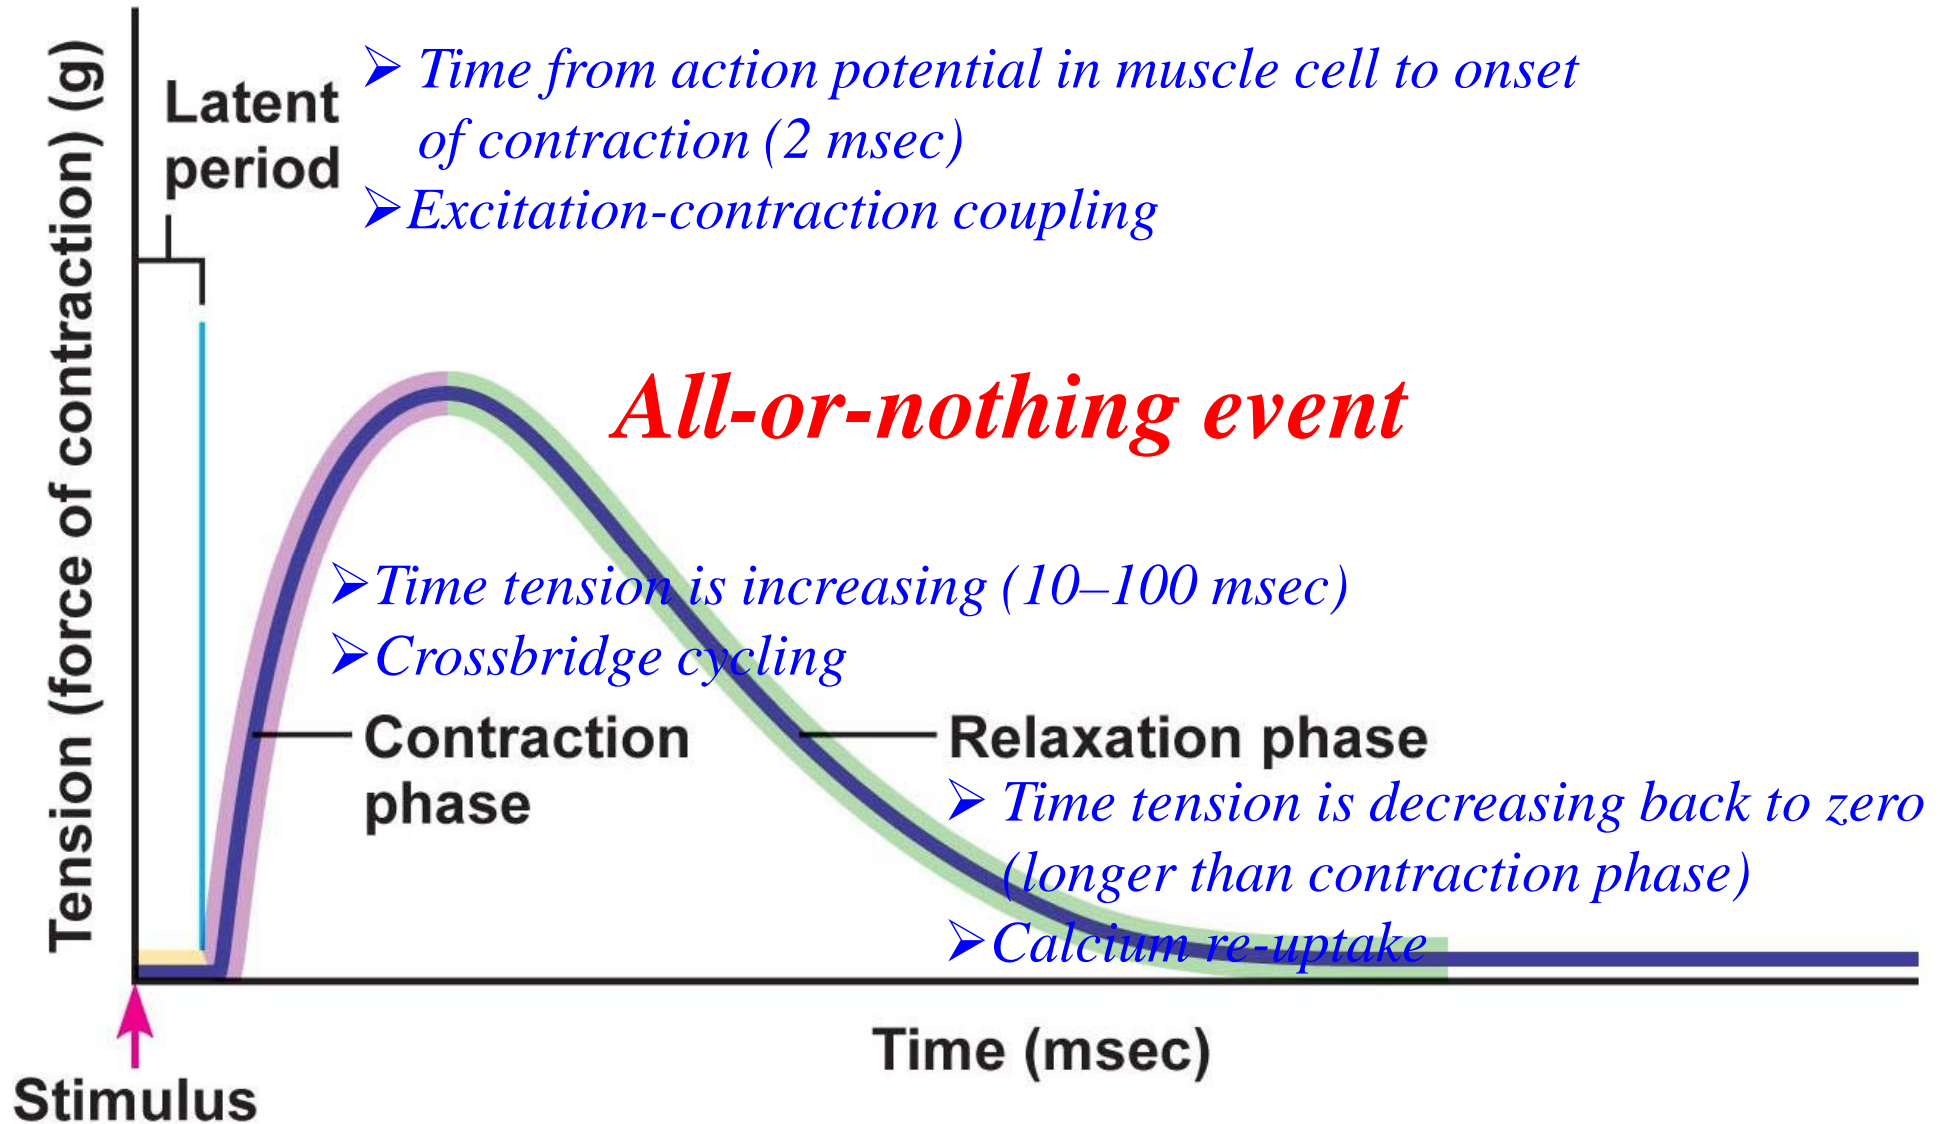 Tension (force of contraction) (g)
Latent
period
➢ Time from action potential in muscle cell to onset
of contraction (2 msec)
➢Excitation-contraction coupling
All-or-nothing event
➢Time tension is increasing (10–100 msec)
➢Crossbridge cycling
Contraction
phase
Relaxation phase
➢ Time tension is decreasing back to zero
(longer than contraction phase)
➢Calcium re-uptake
Time (msec)
Stimulus